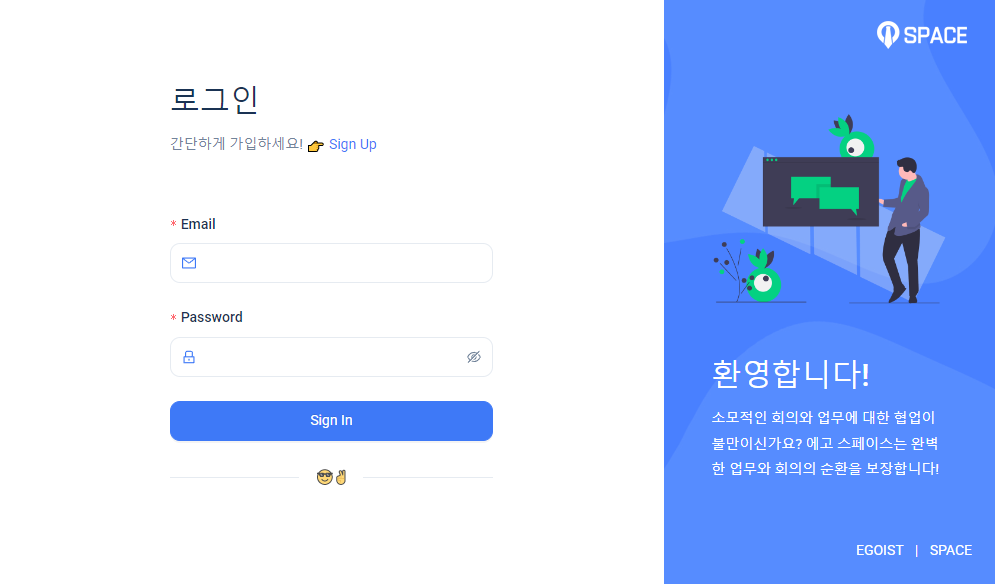 로그인
간단하게 가입하세요! 👉 Sign Up
* Email
* Password
Sign In
😎✌
SPACE
환영합니다!
소모적인 회의와 업무에 대한 협업이
불만이신가요? 에고 스페이스는 완벽
한 업무와 회의의 순환을 보장합니다!
EGOIST | SPACE